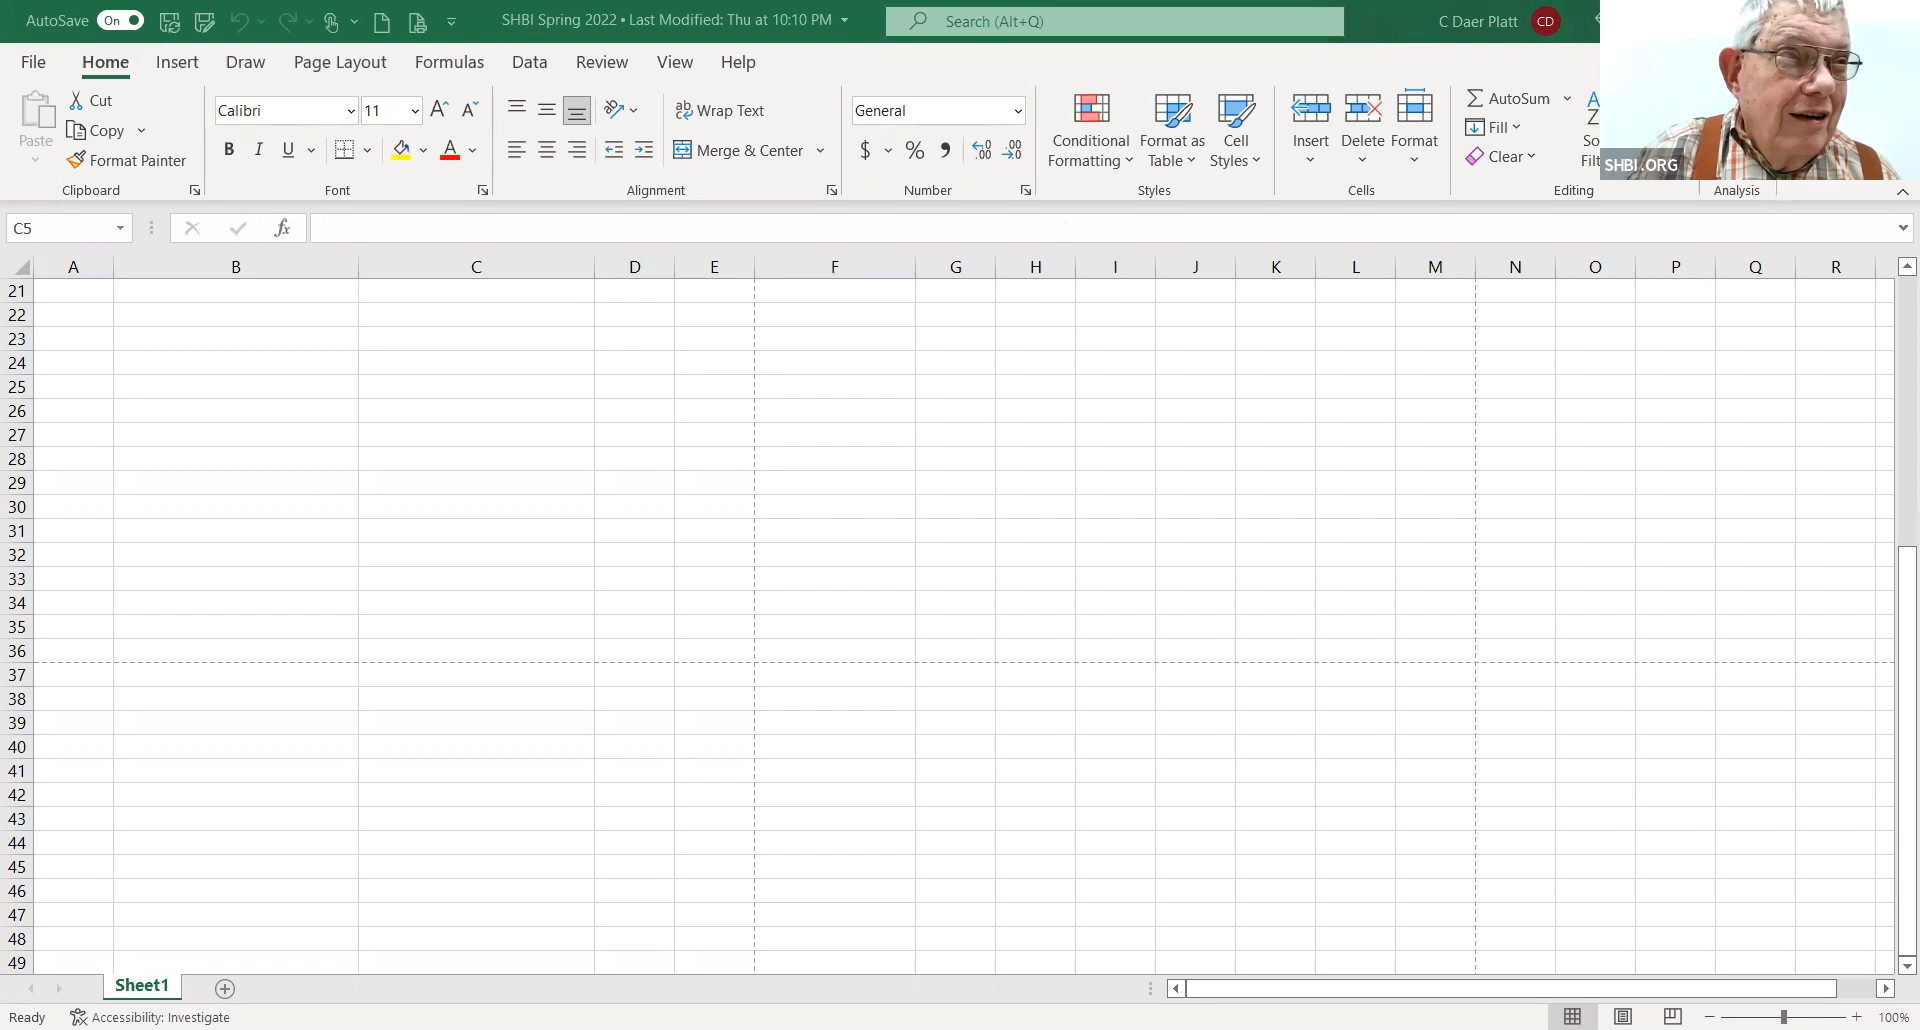 AutoSave On SHBI Spring 2022 • Last Modified: Thu at 10:10 PM Search (Alt+Q) C Daer Platt CD
File Home Insert Draw Page Layout Formulas Data Review View Help
Paste Cut Copy Format Painter Clipboard
Calibri 11 B I U A Font
ab Wrap Text Merge & Center Alignment
General $ % 9 .00 Number
Conditional Formatting Format as Table Cell Styles Styles
Insert Delete Format Cells
AutoSum Fill Clear So Filt Editing
Analysis
SHBI.ORG
C5 fx
A B C D E F G H I J K L M N O P Q R
21
22
23
24
25
26
27
28
29
30
31
32
33
34
35
36
37
38
39
40
41
42
43
44
45
46
47
48
49
Sheet1
Ready Accessibility: Investigate 100%